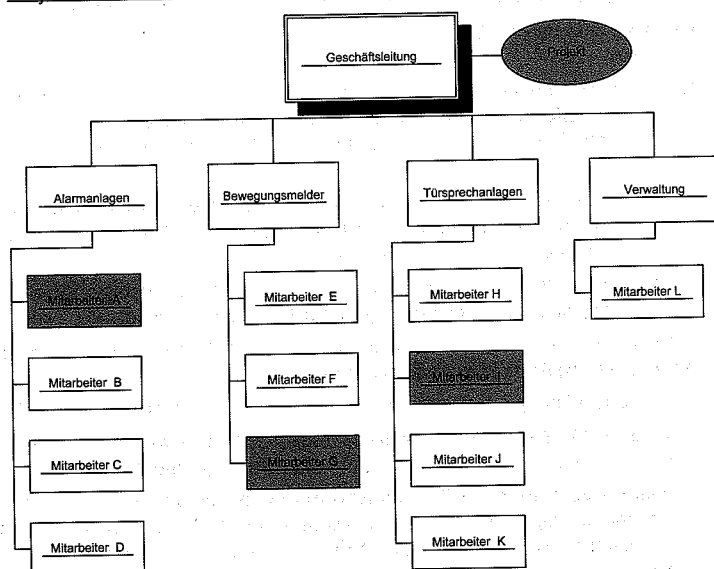 Geschäftsleitung
Projekt
Alarmanlagen
Bewegungsmelder
Türsprechanlagen
Verwaltung
Mitarbeiter A
Mitarbeiter E
Mitarbeiter H
Mitarbeiter L
Mitarbeiter B
Mitarbeiter F
Mitarbeiter I
Mitarbeiter C
Mitarbeiter G
Mitarbeiter J
Mitarbeiter D
Mitarbeiter K